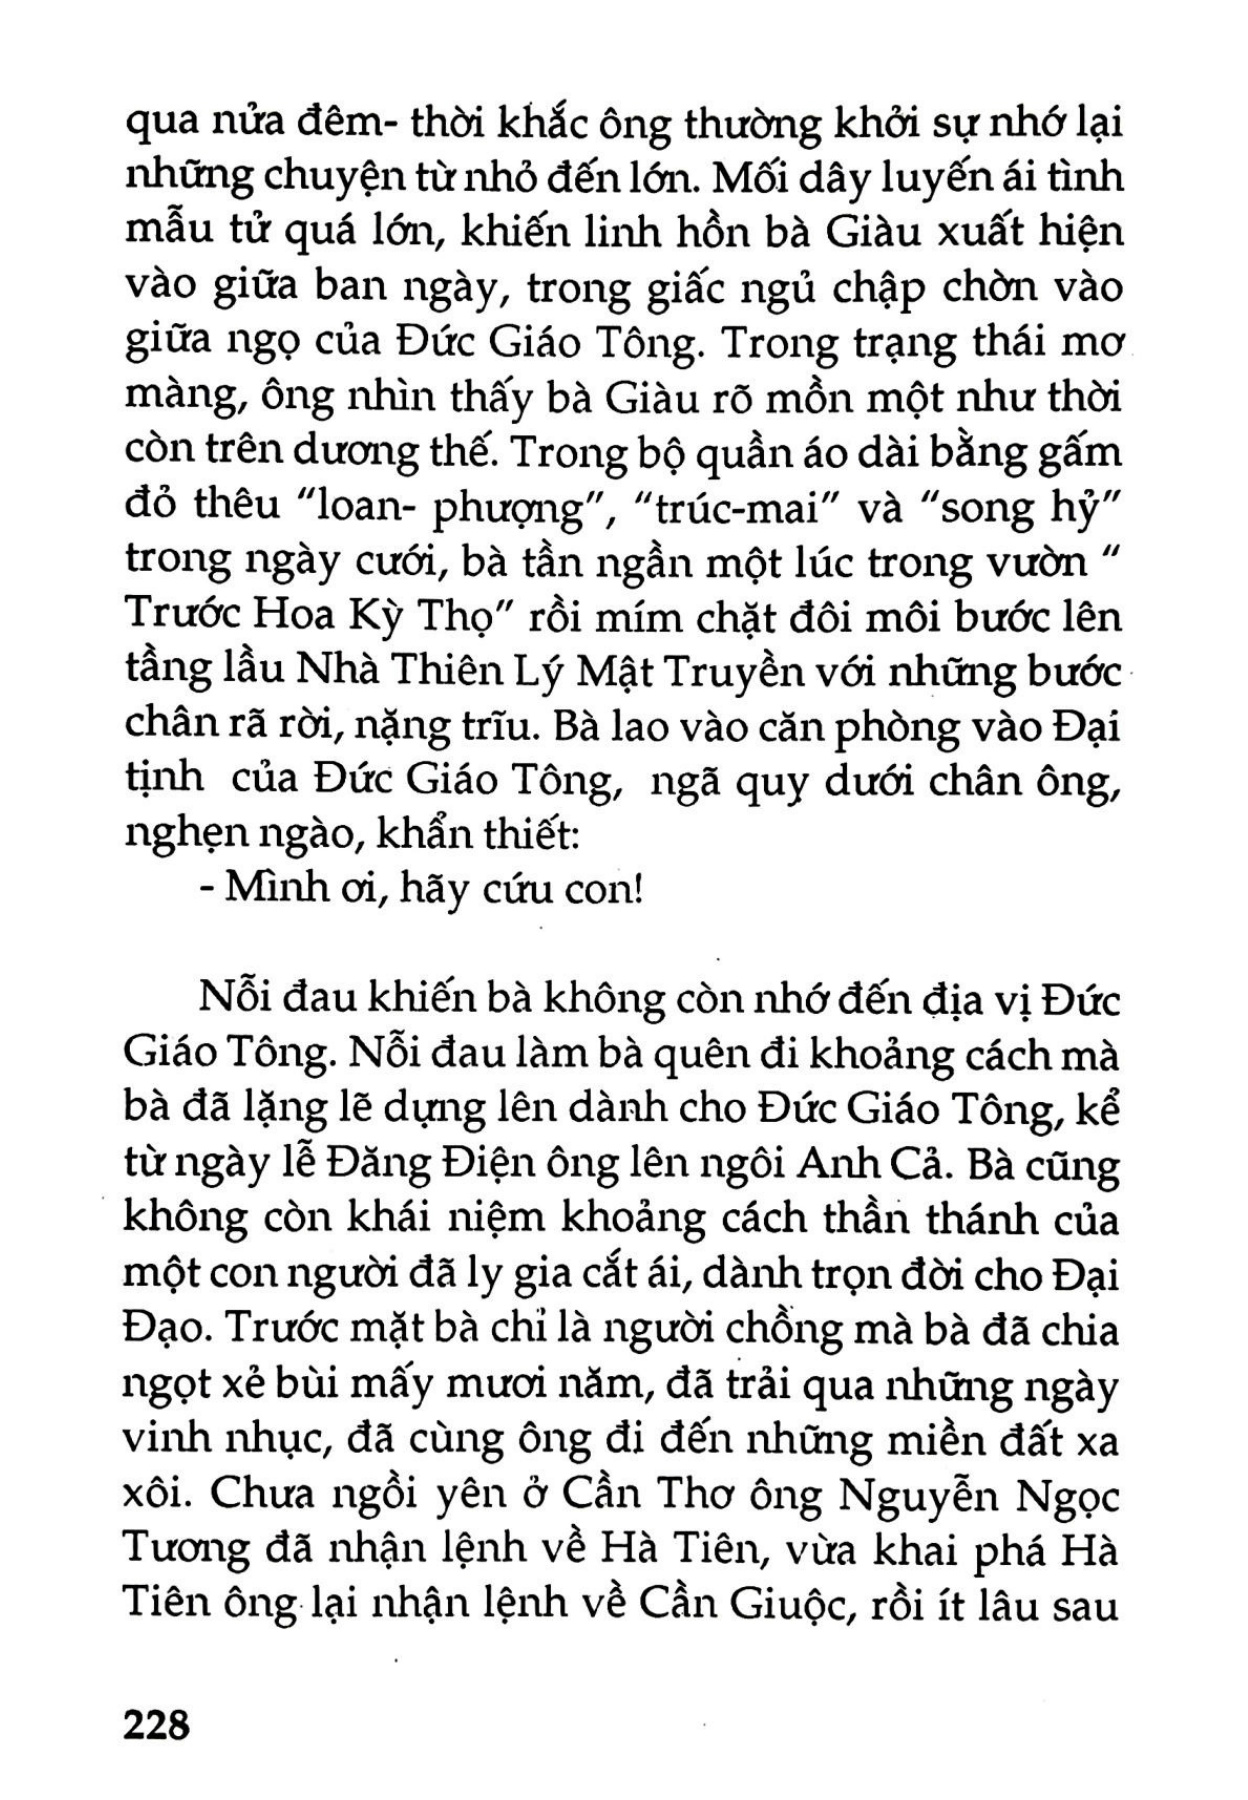 qua nửa đêm- thời khắc ông thường khởi sự nhớ lại
những chuyện từ nhỏ đến lớn. Mối dây luyến ái tình
mẫu tử quá lớn, khiến linh hồn bà Giàu xuất hiện
vào giữa ban ngày, trong giấc ngủ chập chờn vào
giữa ngọ của Đức Giáo Tông. Trong trạng thái mơ
màng, ông nhìn thấy bà Giàu rõ mồn một như thời
còn trên dương thế. Trong bộ quần áo dài bằng gấm
đỏ thêu "loan- phượng", "trúc-mai" và "song hỷ"
trong ngày cưới, bà tần ngần một lúc trong vườn "
Trước Hoa Kỳ Thọ" rồi mím chặt đôi môi bước lên
tầng lầu Nhà Thiên Lý Mật Truyền với những bước
chân rã rời, nặng trĩu. Bà lao vào căn phòng vào Đại
tịnh của Đức Giáo Tông, ngã quy dưới chân ông,
nghẹn ngào, khẩn thiết:
- Mình ơi, hãy cứu con!
Nỗi đau khiến bà không còn nhớ đến địa vị Đức
Giáo Tông. Nỗi đau làm bà quên đi khoảng cách mà
bà đã lặng lẽ dựng lên dành cho Đức Giáo Tông, kể
từ ngày lễ Đăng Điện ông lên ngôi Anh Cả. Bà cũng
không còn khái niệm khoảng cách thần thánh của
một con người đã ly gia cắt ái, dành trọn đời cho Đại
Đạo. Trước mặt bà chỉ là người chồng mà bà đã chia
ngọt xẻ bùi mấy mươi năm, đã trải qua những ngày
vinh nhục, đã cùng ông đi đến những miền đất xa
xôi. Chưa ngồi yên ở Cần Thơ ông Nguyễn Ngọc
Tương đã nhận lệnh về Hà Tiên, vừa khai phá Hà
Tiên ông lại nhận lệnh về Cần Giuộc, rồi ít lâu sau
228